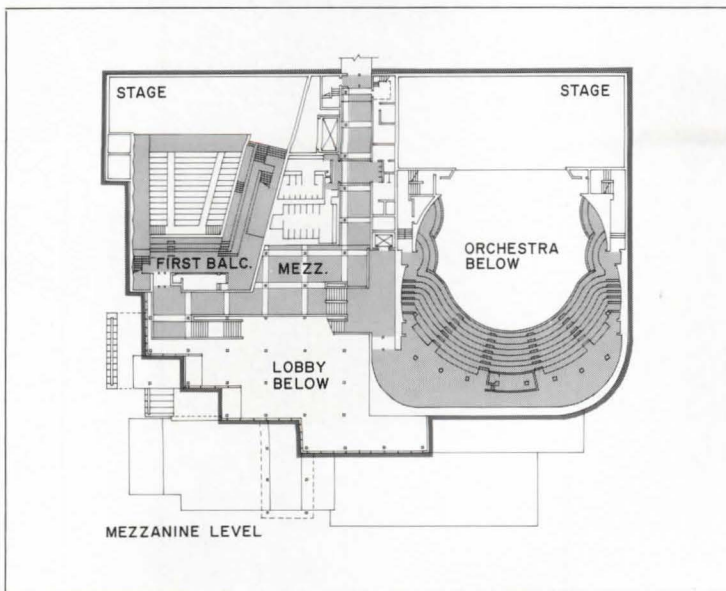 STAGE
STAGE
FIRST BALC.
MEZZ.
ORCHESTRA
BELOW
LOBBY
BELOW
MEZZANINE LEVEL